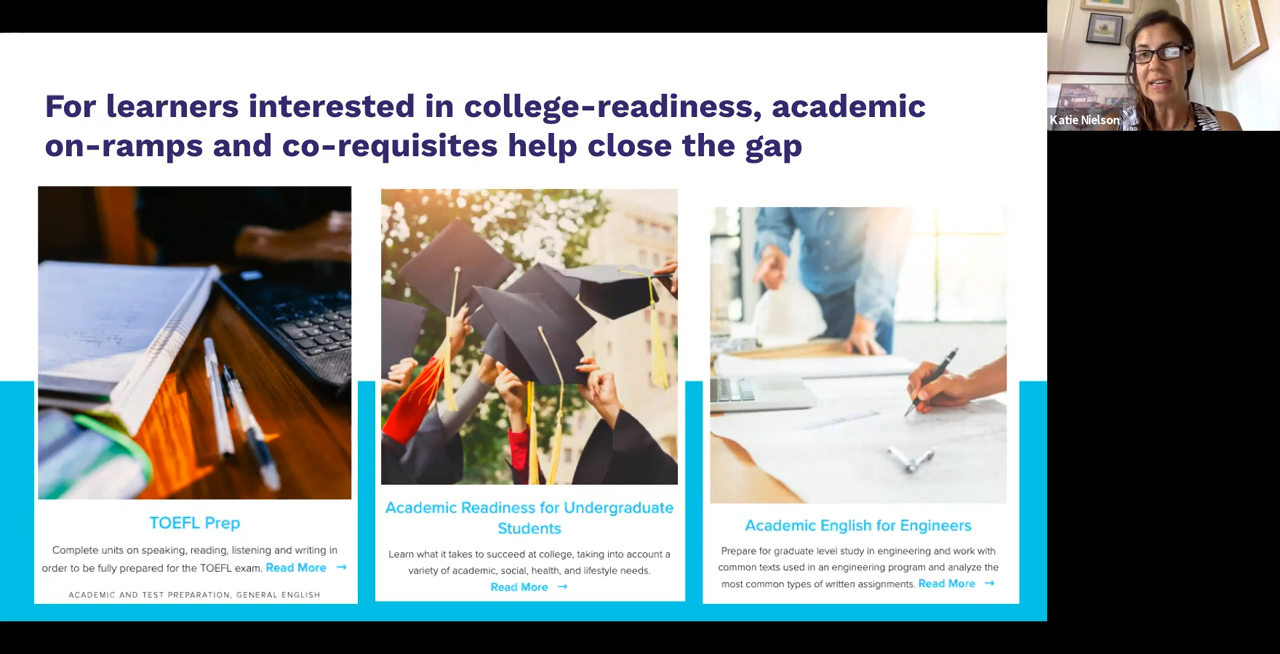 For learners interested in college-readiness, academic
on-ramps and co-requisites help close the gap
Katie Nielson
TOEFL Prep
Complete units on speaking, reading, listening and writing in
order to be fully prepared for the TOEFL exam. Read More →
ACADEMIC AND TEST PREPARATION, GENERAL ENGLISH
Academic Readiness for Undergraduate
Students
Learn what it takes to succeed at college, taking into account a
variety of academic, social, health, and lifestyle needs.
Read More →
Academic English for Engineers
Prepare for graduate level study in engineering and work with
common texts used in an engineering program and analyze the
most common types of written assignments. Read More →